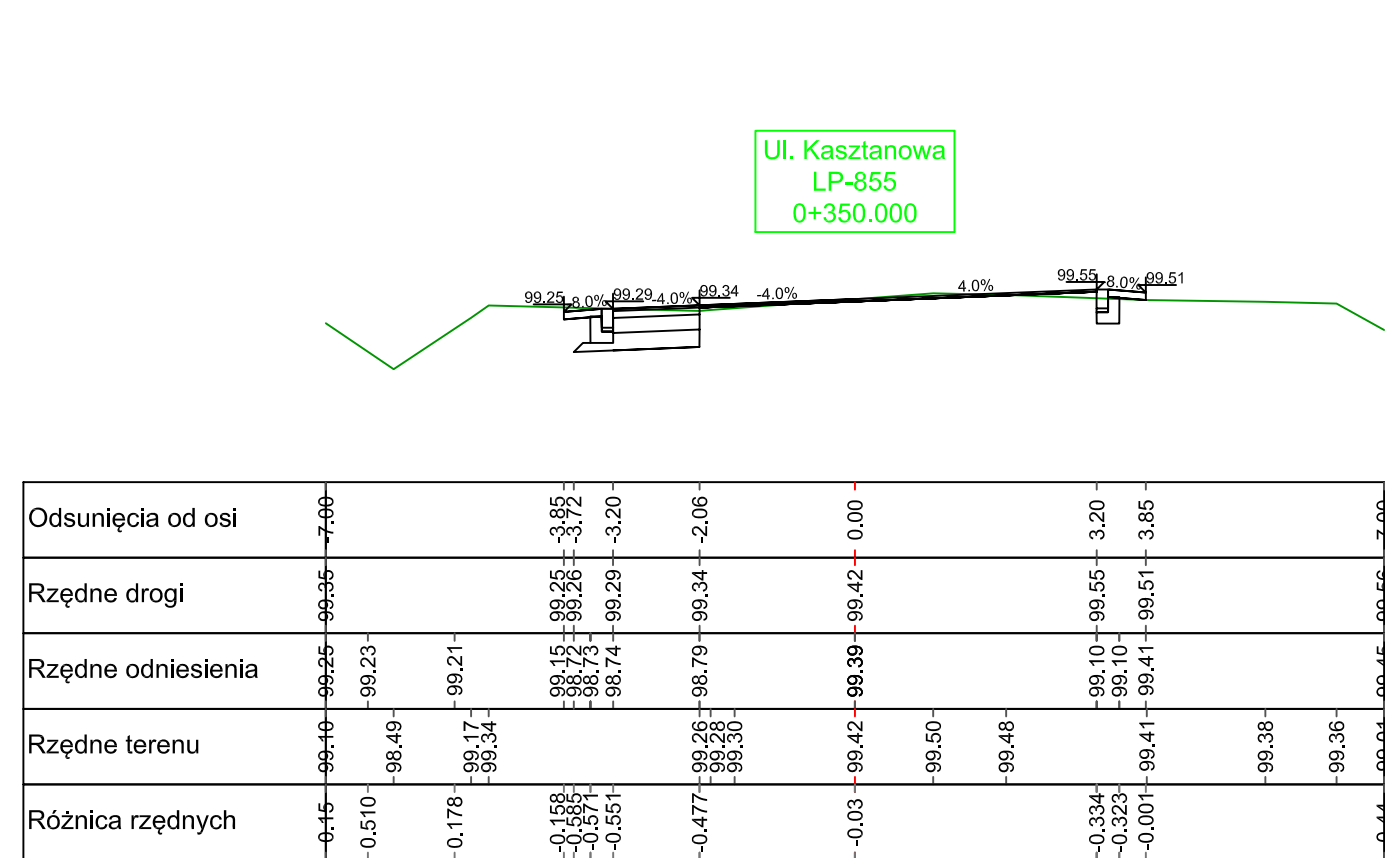 Ul. Kasztanowa
LP-855
0+350.000
99.25 -8.0% 99.29 -4.0% 99.34 -4.0% 4.0% 99.55 -8.0% 99.51
Odsunięcia od osi -7.00 -3.85 -3.72 -3.20 -2.06 0.00 3.20 3.85 7.00
Rzędne drogi 99.35 99.25 99.26 99.29 99.34 99.42 99.55 99.51 99.56
Rzędne odniesienia 99.25 99.23 99.21 99.15 98.72 98.73 98.74 98.79 99.39 99.10 99.10 99.41 99.45
Rzędne terenu 99.10 98.49 99.17 99.34 99.26 99.28 99.30 99.42 99.50 99.48 99.41 99.38 99.36
Różnica rzędnych 0.15 -0.510 -0.178 -0.158 -0.585 -0.571 -0.551 -0.477 -0.03 -0.334 -0.323 -0.001